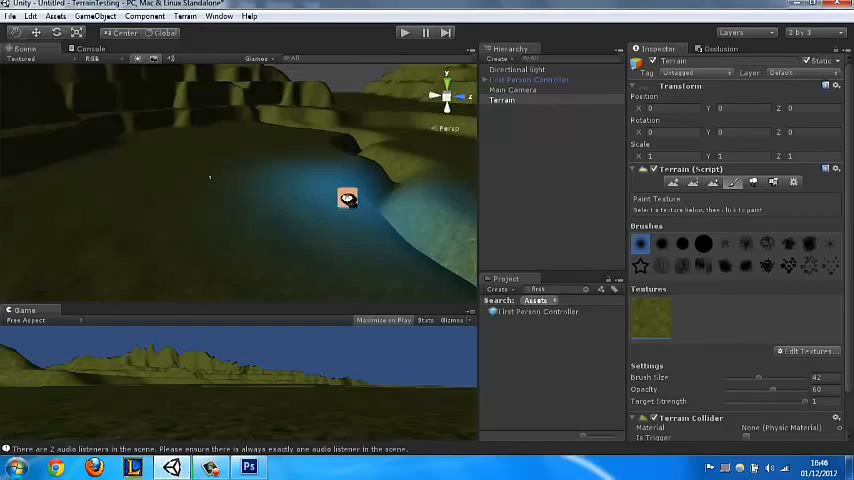 Unity - Untitled - TerrainTesting - PC, Mac & Linux Standalone*
File Edit Assets GameObject Component Terrain Window Help
Center Global Layers 2 by 3
Scene Console Hierarchy Inspector Occlusion
Textured RGB Gizmos All Create All
Terrain Static
Tag Untagged Layer Default
Directional light
First Person Controller
Main Camera
Terrain
y
z
Persp
Transform
Position
X 0 Y 0 Z 0
Rotation
X 0 Y 0 Z 0
Scale
X 1 Y 1 Z 1
Terrain (Script)
Paint Texture
Select a texture below, then click to paint
Brushes
Project
Create first
Search: Assets
First Person Controller
Textures
Edit Textures...
Settings
Brush Size 42
Opacity 60
Target Strength 1
Terrain Collider
Material None (Physic Material)
Is Trigger
Game
Free Aspect Maximize on Play Stats Gizmos
There are 2 audio listeners in the scene. Please ensure there is always exactly one audio listener in the scene.
L
Ps
16:46
01/12/2012